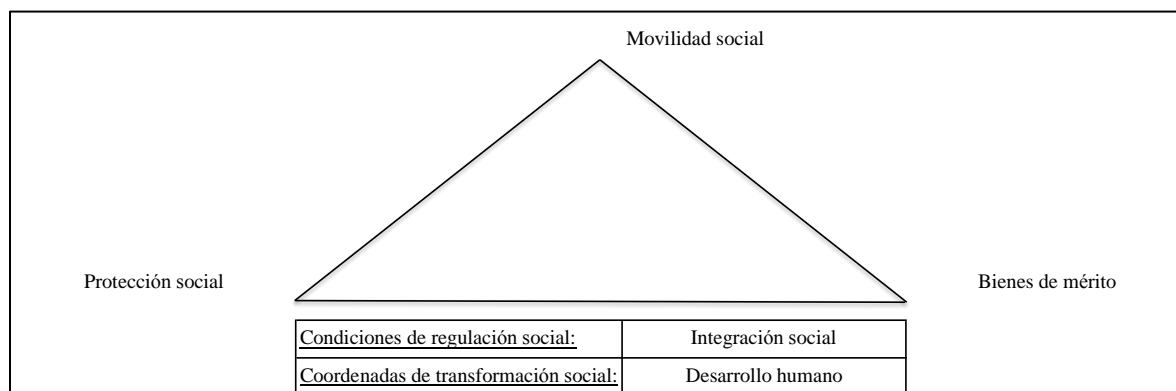 Movilidad social
Protección social
Bienes de mérito
Condiciones de regulación social:
Integración social
Coordenadas de transformación social:
Desarrollo humano